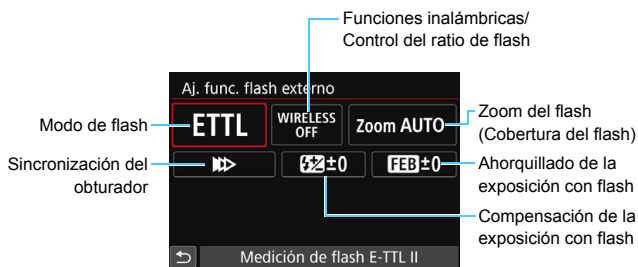 Funciones inalámbricas/
Control del ratio de flash
Aj. func. flash externo
Modo de flash
ETTL
WIRELESS
OFF
Zoom AUTO
Zoom del flash
(Cobertura del flash)
Sincronización del
obturador
±0
FEB ±0
Ahorquillado de la
exposición con flash
Compensación de la
exposición con flash
Medición de flash E-TTL II